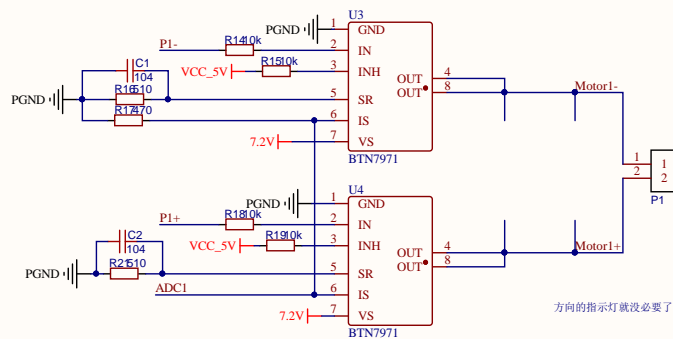 U3
PGND
1
GND
P1-
R14 10k
2
IN
C1
104
VCC_5V
R15 10k
3
INH
OUT
4
OUT
8
Motor1-
PGND
R16 510
5
SR
R17 470
6
IS
7.2V
7
VS
BTN7971
1
1
2
2
P1
U4
PGND
1
GND
P1+
R18 10k
2
IN
C2
104
VCC_5V
R19 10k
3
INH
OUT
4
OUT
8
Motor1+
PGND
R21 510
5
SR
ADC1
6
IS
7.2V
7
VS
BTN7971
方向的指示灯就没必要了